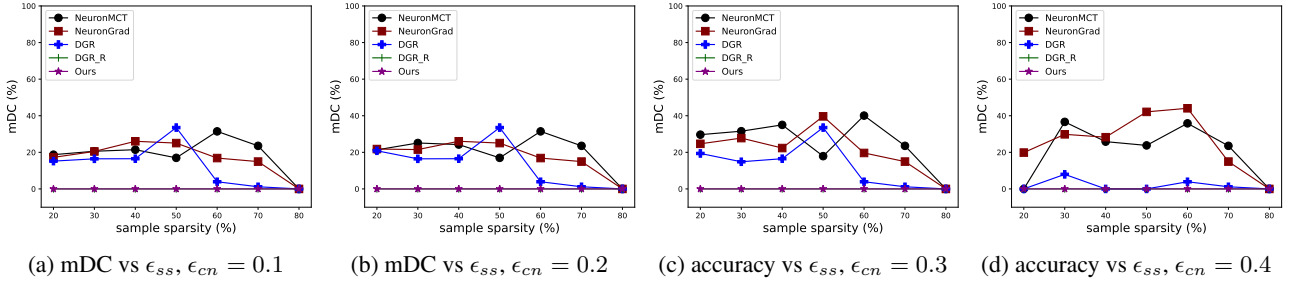 100
80
60
40
20
0
mDC (%)
NeuronMCT
NeuronGrad
DGR
DGR_R
Ours
20 30 40 50 60 70 80
sample sparsity (%)
(a) mDC vs ϵss, ϵcn = 0.1
100
80
60
40
20
0
mDC (%)
NeuronMCT
NeuronGrad
DGR
DGR_R
Ours
20 30 40 50 60 70 80
sample sparsity (%)
(b) mDC vs ϵss, ϵcn = 0.2
100
80
60
40
20
0
mDC (%)
NeuronMCT
NeuronGrad
DGR
DGR_R
Ours
20 30 40 50 60 70 80
sample sparsity (%)
(c) accuracy vs ϵss, ϵcn = 0.3
100
80
60
40
20
0
mDC (%)
NeuronMCT
NeuronGrad
DGR
DGR_R
Ours
20 30 40 50 60 70 80
sample sparsity (%)
(d) accuracy vs ϵss, ϵcn = 0.4